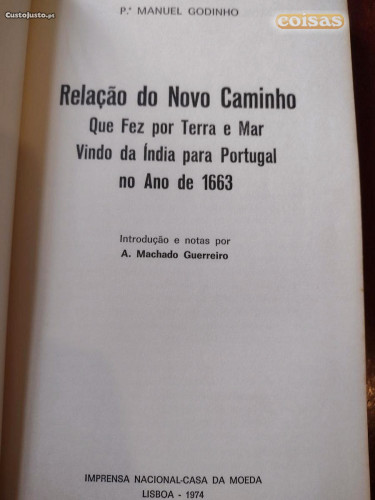 CustoJusto.pt
coisas
P.ᵉ MANUEL GODINHO
Relação do Novo Caminho
Que Fez por Terra e Mar
Vindo da Índia para Portugal
no Ano de 1663
Introdução e notas por
A. Machado Guerreiro
IMPRENSA NACIONAL-CASA DA MOEDA
LISBOA - 1974